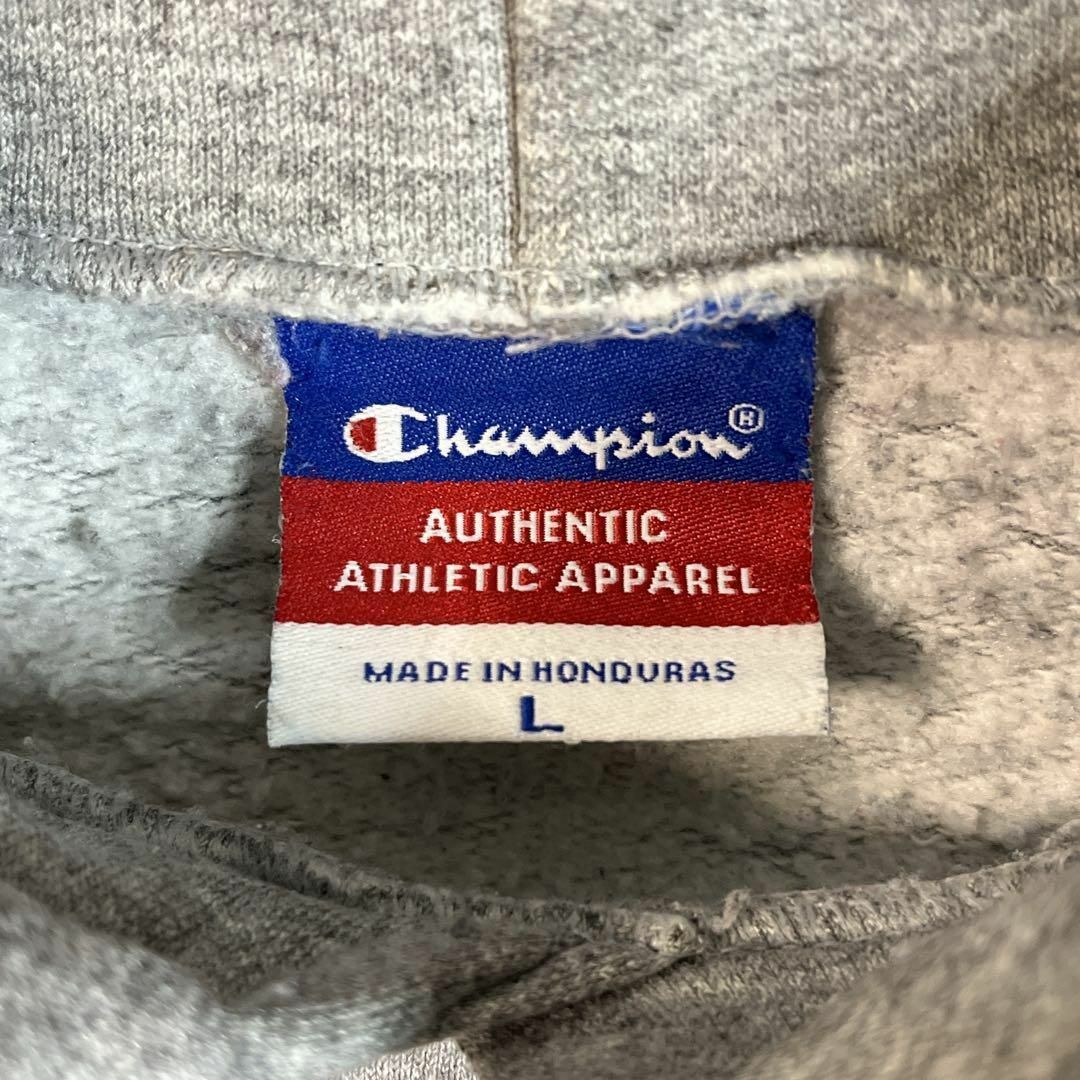 Champion®
AUTHENTIC
ATHLETIC APPAREL
MADE IN HONDURAS
L